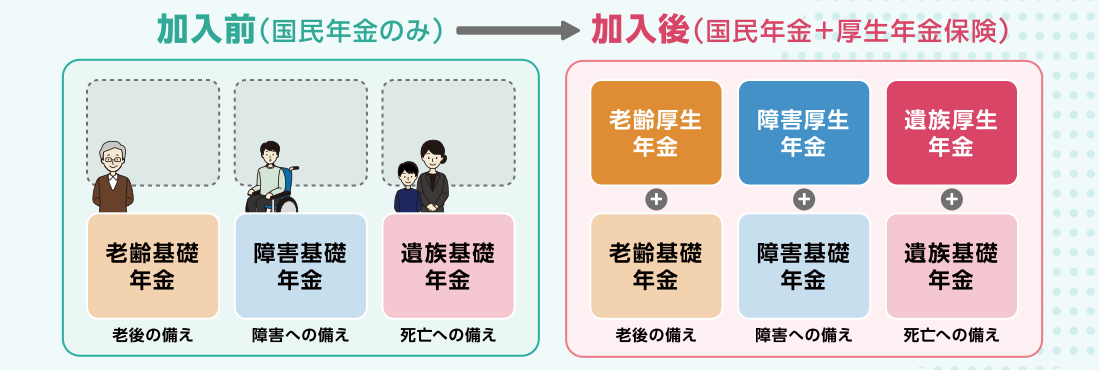 加入前(国民年金のみ)
加入後(国民年金+厚生年金保険)
老齢基礎
年金
障害基礎
年金
遺族基礎
年金
老後の備え
障害への備え
死亡への備え
老齢厚生
年金
障害厚生
年金
遺族厚生
年金
+
+
+
老齢基礎
年金
障害基礎
年金
遺族基礎
年金
老後の備え
障害への備え
死亡への備え